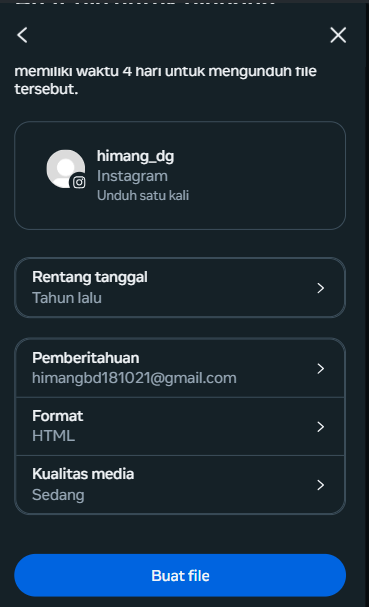 memiliki waktu 4 hari untuk mengunduh file
tersebut.
himang_dg
Instagram
Unduh satu kali
Rentang tanggal
Tahun lalu
Pemberitahuan
himangbd181021@gmail.com
Format
HTML
Kualitas media
Sedang
Buat file